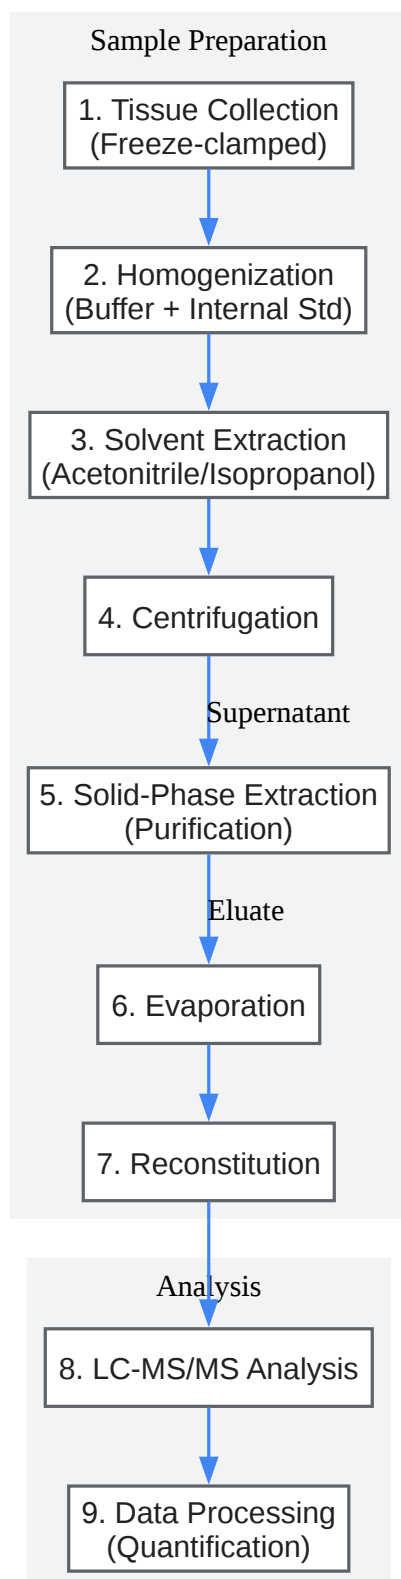 Sample Preparation
1. Tissue Collection
(Freeze-clamped)
2. Homogenization
(Buffer + Internal Std)
3. Solvent Extraction
(Acetonitrile/Isopropanol)
4. Centrifugation
Supernatant
5. Solid-Phase Extraction
(Purification)
Eluate
6. Evaporation
7. Reconstitution
Analysis
8. LC-MS/MS Analysis
9. Data Processing
(Quantification)